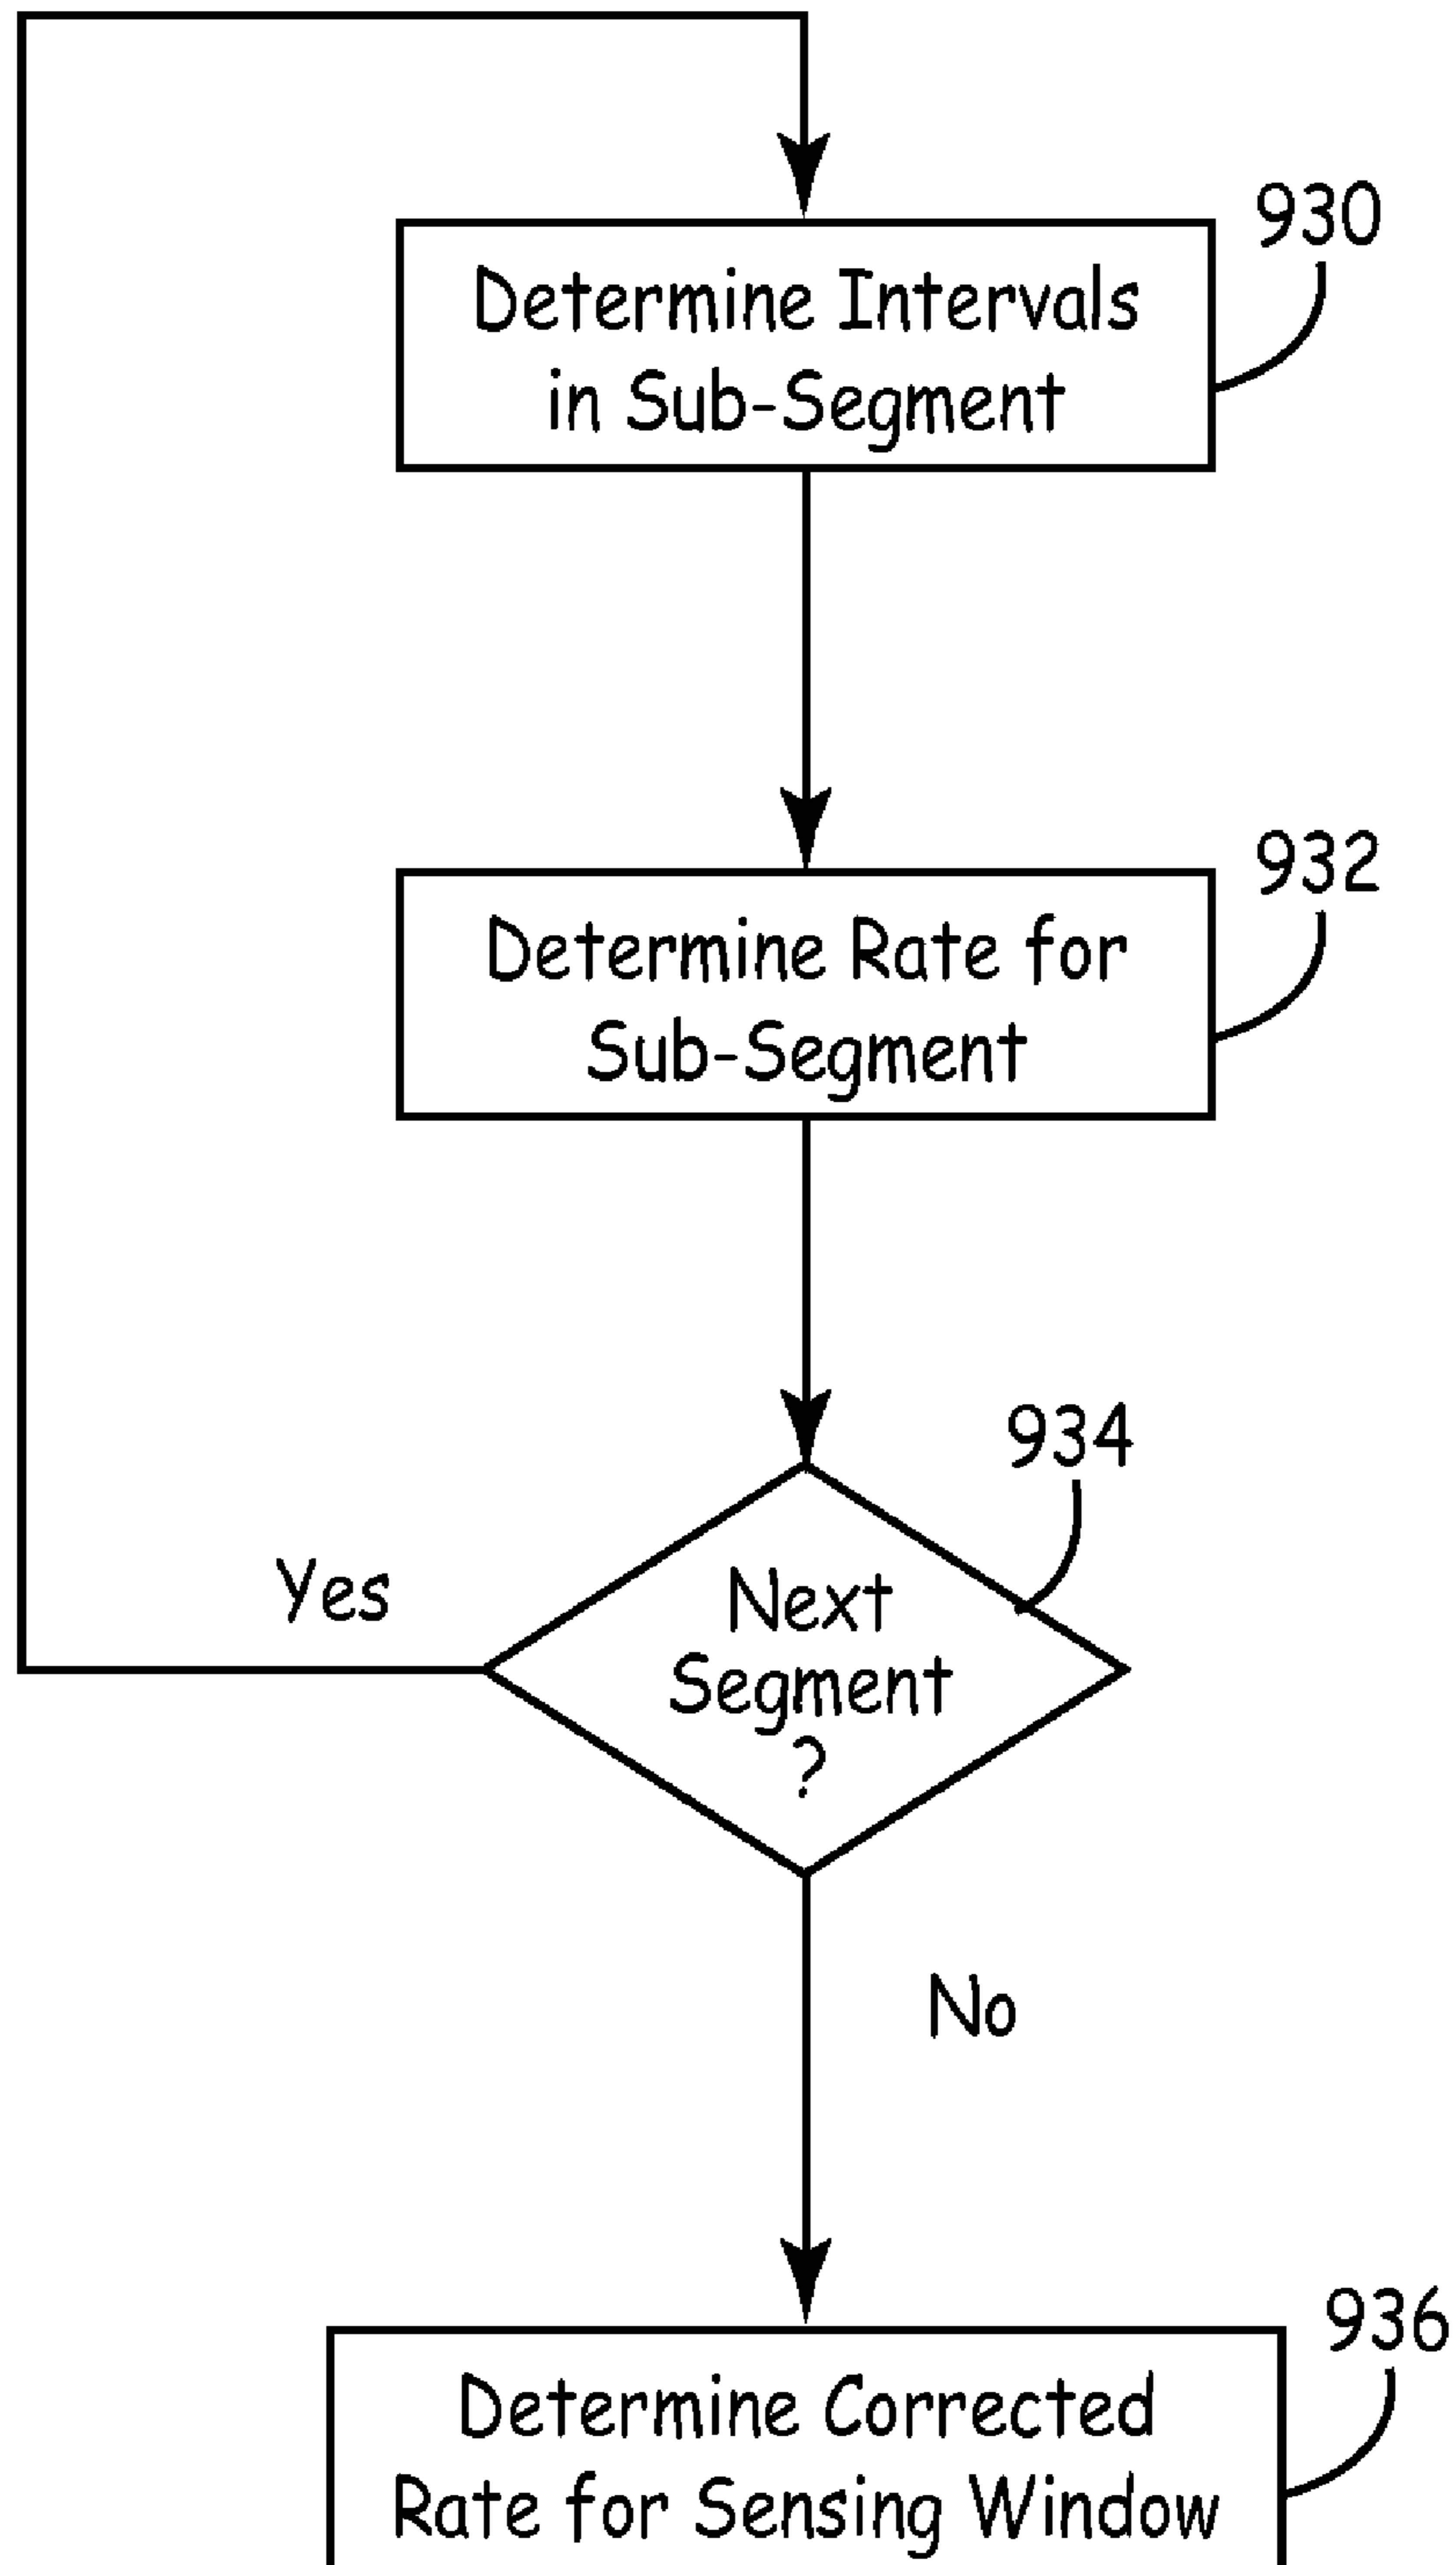 930
Determine Intervals
in Sub-Segment
932
Determine Rate for
Sub-Segment
934
Yes
Next
Segment
?
No
936
Determine Corrected
Rate for Sensing Window